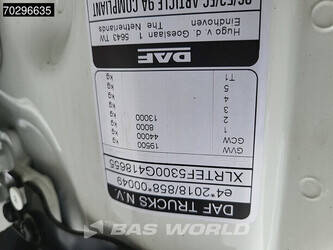 70296635
DAF TRUCKS N.V.
e4*2018/858*00049
XLRTEF5300G418655
GVW 19500 kg
GCW 44000 kg
1 8000 kg
2 13000 kg
3 kg
4 kg
5 kg
T1 kg
DAF
Hugo v. d. Goeslaan 1 5643 TW
Eindhoven The Netherlands
EC ARTICLE 9A COMPLIANT
BAS WORLD